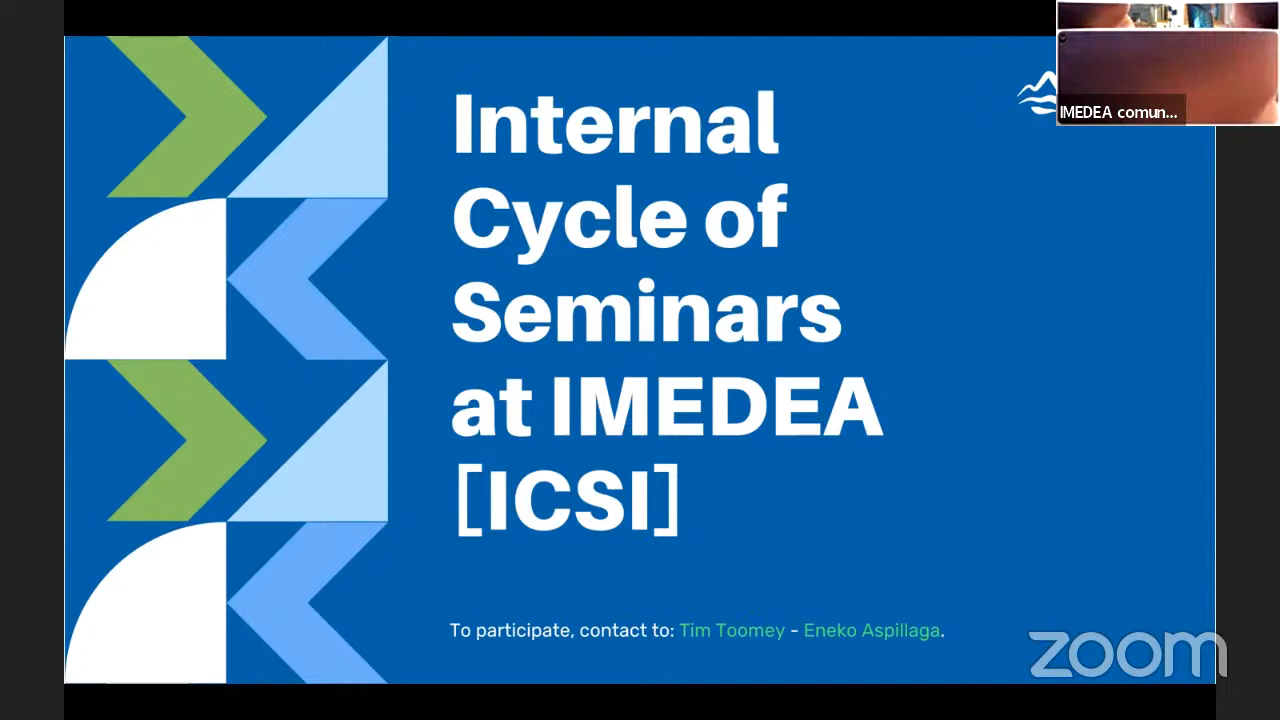 Internal
Cycle of
Seminars
at IMEDEA
[ICSI]
To participate, contact to: Tim Toomey - Eneko Aspillaga.
IMEDEA comun...
zoom